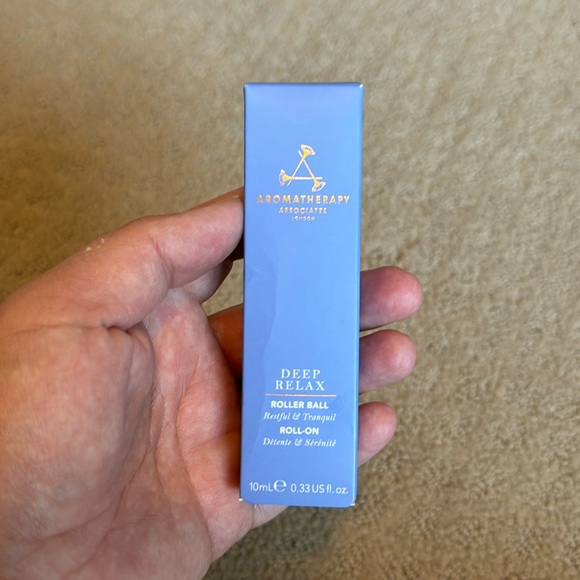 AROMATHERAPY
ASSOCIATES
LONDON
DEEP
RELAX
ROLLER BALL
Restful & Tranquil
ROLL-ON
Détente & Sérénité
10mL℮ 0.33 US fl. oz.